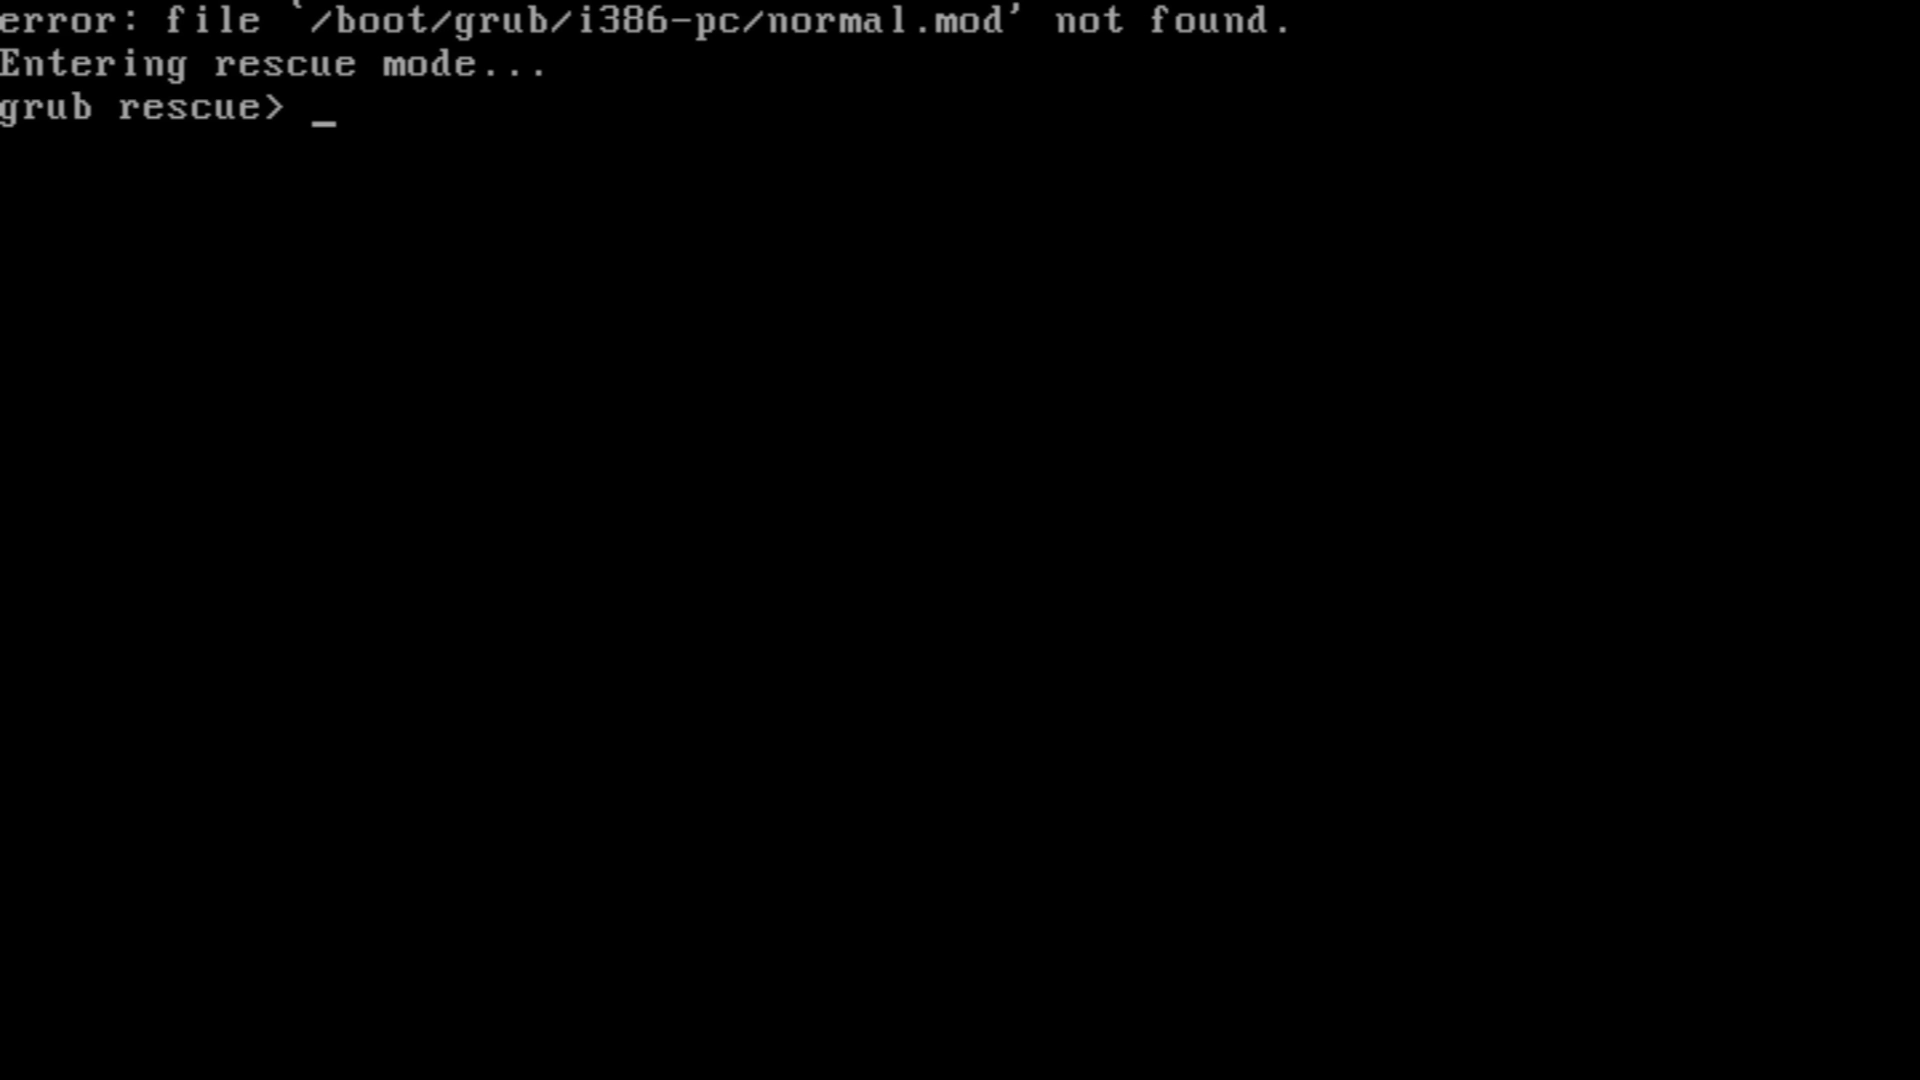 error: file `/boot/grub/i386-pc/normal.mod' not found.
Entering rescue mode...
grub rescue> _